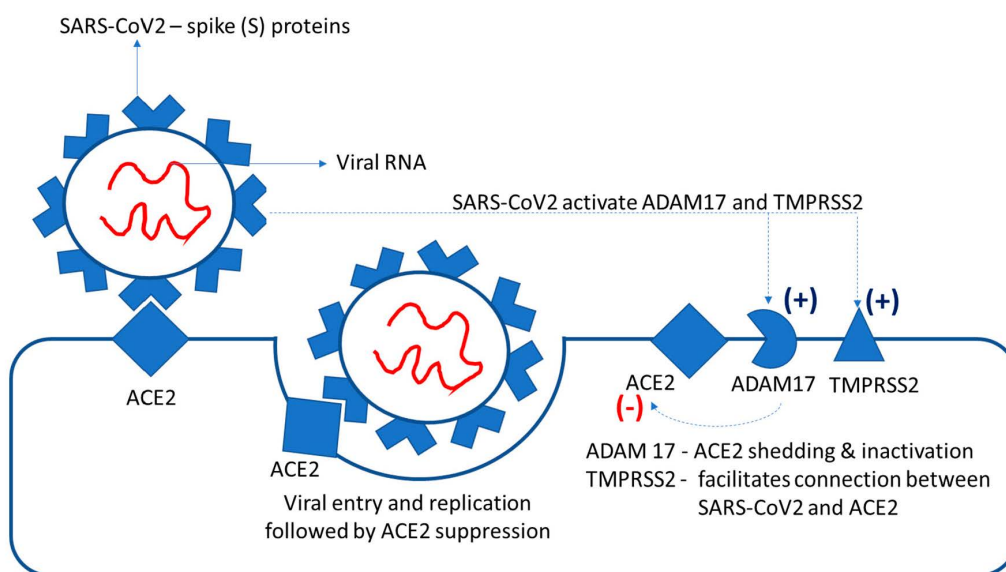 SARS-CoV2 – spike (S) proteins
Viral RNA
SARS-CoV2 activate ADAM17 and TMPRSS2
(+)
(+)
ACE2
ACE2
ADAM17
TMPRSS2
(-)
ACE2
ADAM 17 - ACE2 shedding & inactivation
TMPRSS2 - facilitates connection between
SARS-CoV2 and ACE2
Viral entry and replication
followed by ACE2 suppression